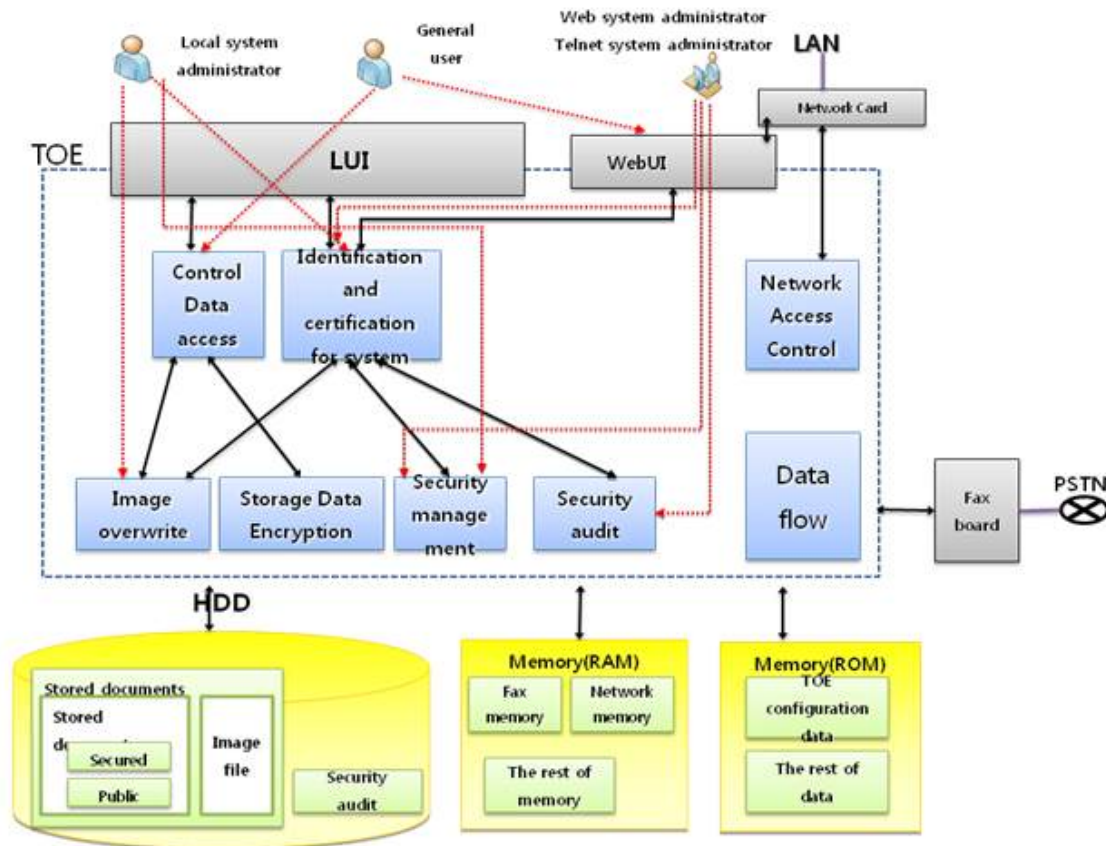 Local system
administrator
General
user
Web system administrator
Telnet system administrator
LAN
Network Card
TOE
LUI
WebUI
Control
Data
access
Identification
and
certification
for system
Network
Access
Control
Image
overwrite
Storage Data
Encryption
Security
manage
ment
Security
audit
Data
flow
Fax
board
PSTN
HDD
Stored documents
Stored
Secured
Public
Image
file
Security
audit
Memory(RAM)
Fax
memory
Network
memory
The rest of
memory
Memory(ROM)
TOE
configuration
data
The rest of
data